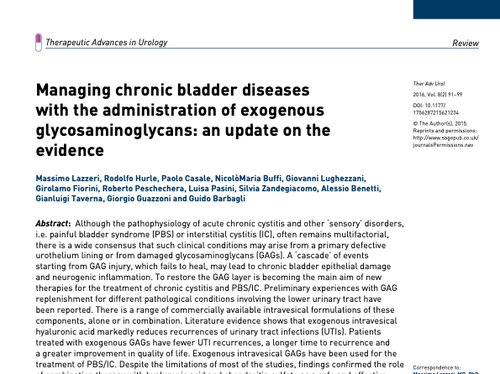 Therapeutic Advances in Urology
Review
Managing chronic bladder diseases
with the administration of exogenous
glycosaminoglycans: an update on the
evidence
Ther Adv Urol
2016, Vol. 8(2) 91–99
DOI: 10.1177/
1756287215621234
© The Author(s), 2015.
Reprints and permissions:
http://www.sagepub.co.uk/
journalsPermissions.nav
Massimo Lazzeri, Rodolfo Hurle, Paolo Casale, NicolòMaria Buffi, Giovanni Lughezzani,
Girolamo Fiorini, Roberto Peschechera, Luisa Pasini, Silvia Zandegiacomo, Alessio Benetti,
Gianluigi Taverna, Giorgio Guazzoni and Guido Barbagli
Abstract: Although the pathophysiology of acute chronic cystitis and other ‘sensory’ disorders,
i.e. painful bladder syndrome (PBS) or interstitial cystitis (IC), often remains multifactorial,
there is a wide consensus that such clinical conditions may arise from a primary defective
urothelium lining or from damaged glycosaminoglycans (GAGs). A ‘cascade’ of events
starting from GAG injury, which fails to heal, may lead to chronic bladder epithelial damage
and neurogenic inflammation. To restore the GAG layer is becoming the main aim of new
therapies for the treatment of chronic cystitis and PBS/IC. Preliminary experiences with GAG
replenishment for different pathological conditions involving the lower urinary tract have
been reported. There is a range of commercially available intravesical formulations of these
components, alone or in combination. Literature evidence shows that exogenous intravesical
hyaluronic acid markedly reduces recurrences of urinary tract infections (UTIs). Patients
treated with exogenous GAGs have fewer UTI recurrences, a longer time to recurrence and
a greater improvement in quality of life. Exogenous intravesical GAGs have been used for the
treatment of PBS/IC. Despite the limitations of most of the studies, findings confirmed the role
Correspondence to: